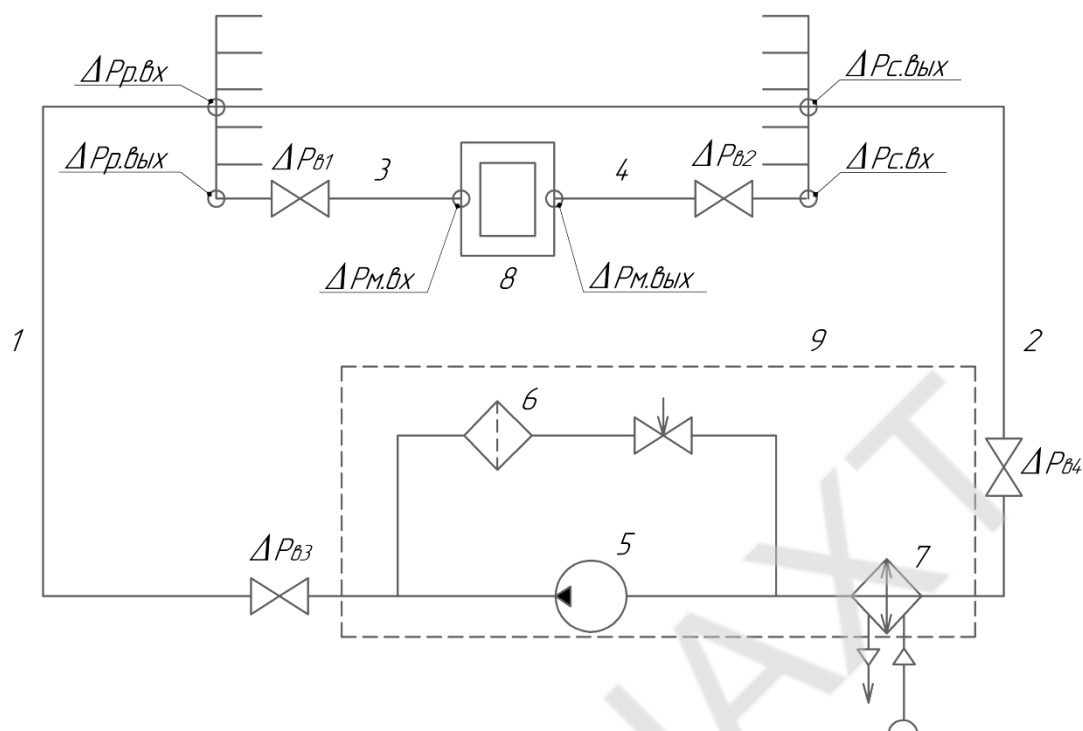 ΔPр.вх
ΔPс.вых
ΔPр.вых
ΔPв1
3
4
ΔPв2
ΔPс.вх
ΔPм.вх
8
ΔPм.вых
1
9
2
6
ΔPв4
ΔPв3
5
7